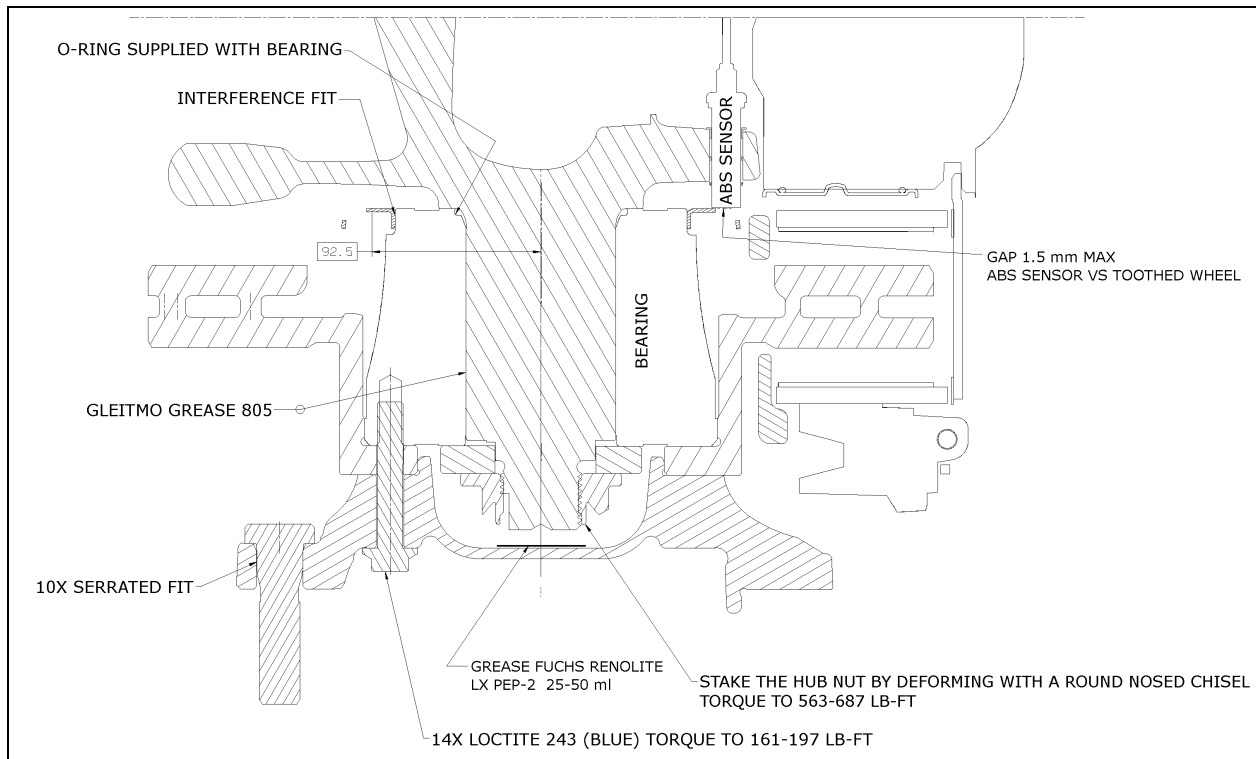 O-RING SUPPLIED WITH BEARING
INTERFERENCE FIT
ABS SENSOR
92.5
GAP 1.5 mm MAX
ABS SENSOR VS TOOTHED WHEEL
BEARING
GLEITMO GREASE 805
10X SERRATED FIT
GREASE FUCHS RENOLITE
LX PEP-2 25-50 ml
STAKE THE HUB NUT BY DEFORMING WITH A ROUND NOSED CHISEL
TORQUE TO 563-687 LB-FT
14X LOCTITE 243 (BLUE) TORQUE TO 161-197 LB-FT